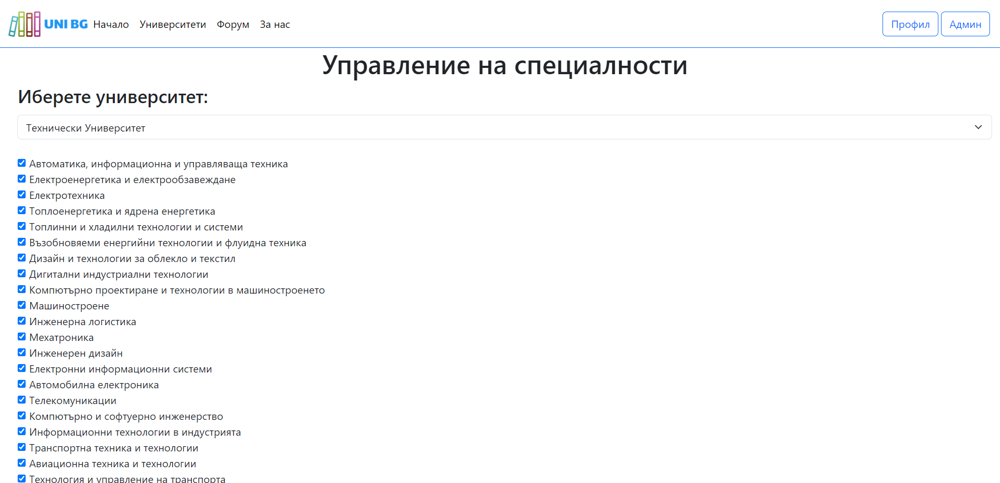 UNI BG Начало Университети Форум За нас Профил Админ
Управление на специалности
Иберете университет:
Технически Университет
Автоматика, информационна и управляваща техника
Електроенергетика и електрообзавеждане
Електротехника
Топлоенергетика и ядрена енергетика
Топлинни и хладилни технологии и системи
Възобновяеми енергийни технологии и флуидна техника
Дизайн и технологии за облекло и текстил
Дигитални индустриални технологии
Компютърно проектиране и технологии в машиностроенето
Машиностроене
Инженерна логистика
Мехатроника
Инженерен дизайн
Електронни информационни системи
Автомобилна електроника
Телекомуникации
Компютърно и софтуерно инженерство
Информационни технологии в индустрията
Транспортна техника и технологии
Авиационна техника и технологии
Технология и управление на транспорта